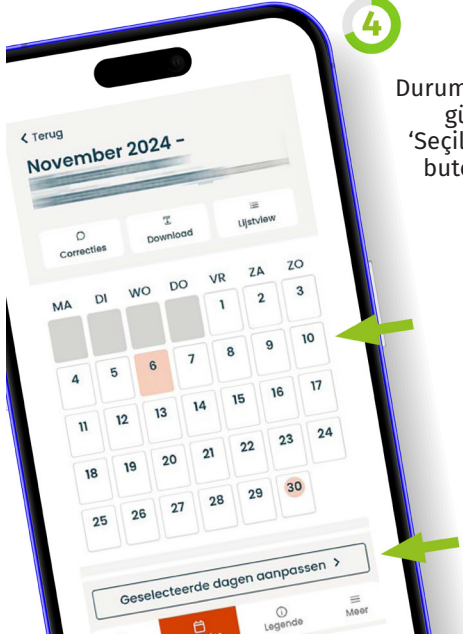 4
Durum
gü
'Seçil
buto
< Terug
November 2024 -
Correcties
Download
Lijstview
MA DI WO DO VR ZA ZO
1 2 3
4 5 6 7 8 9 10
11 12 13 14 15 16 17
18 19 20 21 22 23 24
25 26 27 28 29 30
Geselecteerde dagen aanpassen >
Legende
Meer